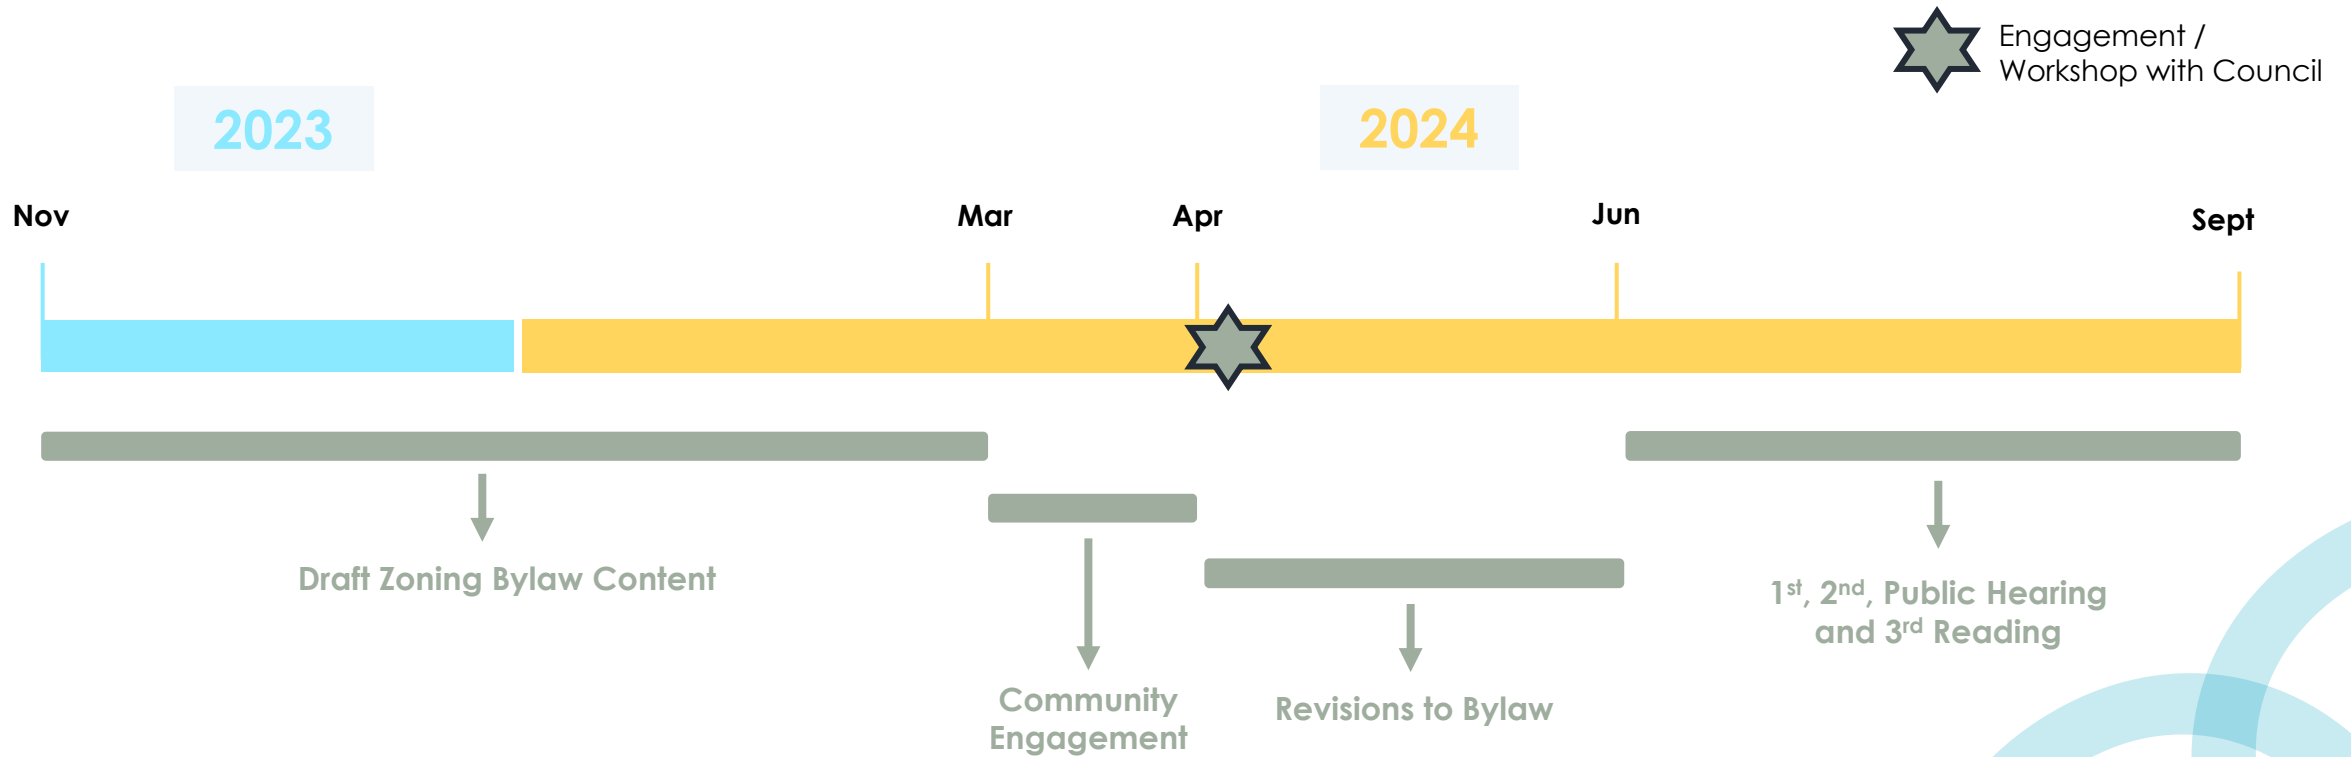 Engagement /
Workshop with Council
2023
2024
Nov
Mar
Apr
Jun
Sept
Draft Zoning Bylaw Content
1st, 2nd, Public Hearing
and 3rd Reading
Community
Engagement
Revisions to Bylaw